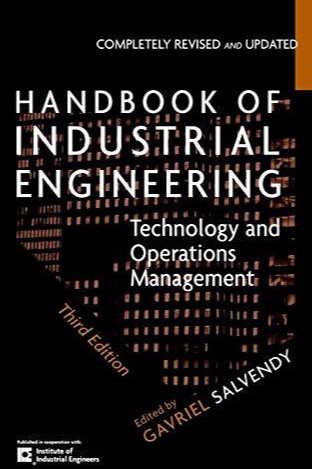 COMPLETELY REVISED AND UPDATED
HANDBOOK OF
INDUSTRIAL
ENGINEERING
Technology and
Operations
Management
Third Edition
Edited by
GAVRIEL SALVENDY
Published in cooperation with:
Institute of
Industrial Engineers